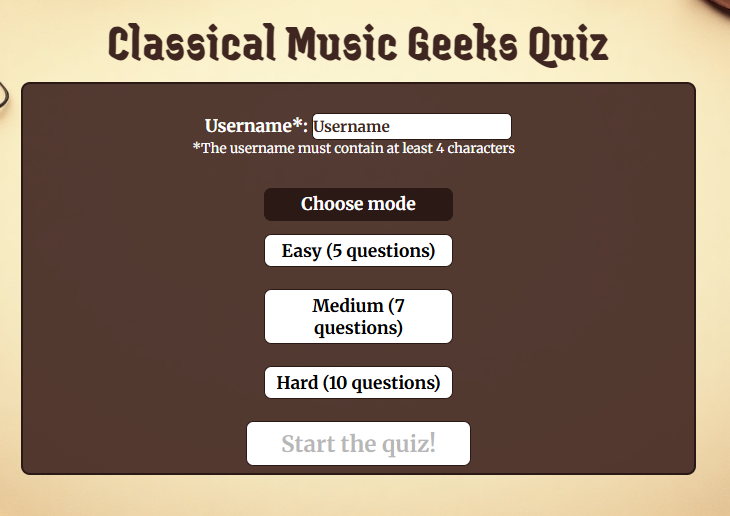 Classical Music Geeks Quiz
Username*: Username
*The username must contain at least 4 characters
Choose mode
Easy (5 questions)
Medium (7
questions)
Hard (10 questions)
Start the quiz!